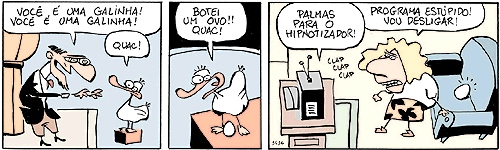 VOCÊ É UMA GALINHA!
VOCÊ É UMA GALINHA!
QUAC!
BOTEI
UM OVO!!
QUAC!
PALMAS
PARA O
HIPNOTIZADOR!
CLAP
CLAP
CLAP
PROGRAMA ESTÚPIDO!
VOU DESLIGAR!